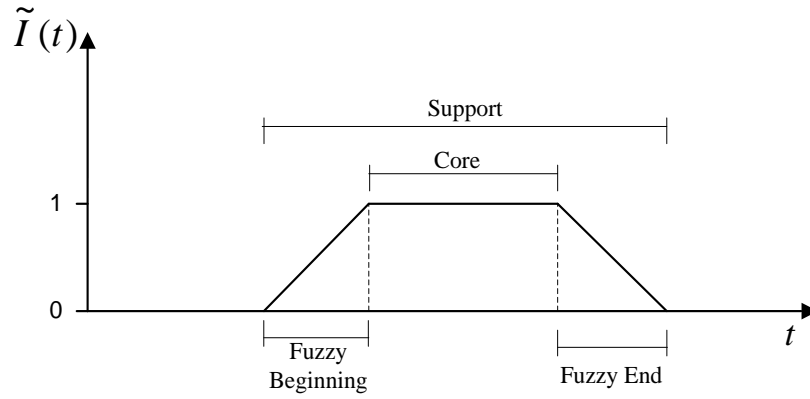 Ĩ (t)
Support
Core
1
0
t
Fuzzy
Beginning
Fuzzy End